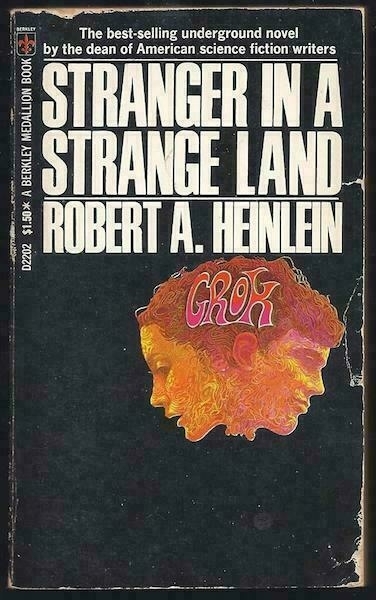 BERKLEY
The best-selling underground novel
by the dean of American science fiction writers
STRANGER IN A
STRANGE LAND
ROBERT A. HEINLEIN
GROK
D2202 $1.50* A BERKLEY MEDALLION BOOK